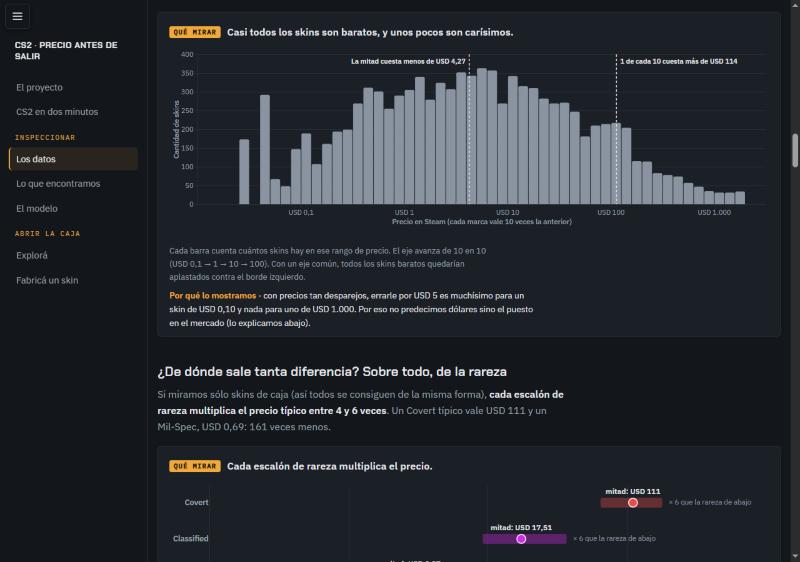 CS2 · PRECIO ANTES DE
SALIR
El proyecto
CS2 en dos minutos
INSPECCIONAR
Los datos
Lo que encontramos
El modelo
ABRIR LA CAJA
Explorá
Fabricá un skin
QUÉ MIRAR Casi todos los skins son baratos, y unos pocos son carísimos.
400
350
300
250
200
150
100
50
0
Cantidad de skins
La mitad cuesta menos de USD 4,27
1 de cada 10 cuesta más de USD 114
USD 0,1 USD 1 USD 10 USD 100 USD 1.000
Precio en Steam (cada marca vale 10 veces la anterior)
Cada barra cuenta cuántos skins hay en ese rango de precio. El eje avanza de 10 en 10
(USD 0,1 → 1 → 10 → 100). Con un eje común, todos los skins baratos quedarían
aplastados contra el borde izquierdo.
Por qué lo mostramos · con precios tan desparejos, errarle por USD 5 es muchísimo para un
skin de USD 0,10 y nada para uno de USD 1.000. Por eso no predecimos dólares sino el puesto
en el mercado (lo explicamos abajo).
¿De dónde sale tanta diferencia? Sobre todo, de la rareza
Si miramos sólo skins de caja (así todos se consiguen de la misma forma), cada escalón de
rareza multiplica el precio típico entre 4 y 6 veces. Un Covert típico vale USD 111 y un
Mil-Spec, USD 0,69: 161 veces menos.
QUÉ MIRAR Cada escalón de rareza multiplica el precio.
mitad: USD 111
Covert × 6 que la rareza de abajo
mitad: USD 17,51
Classified × 6 que la rareza de abajo